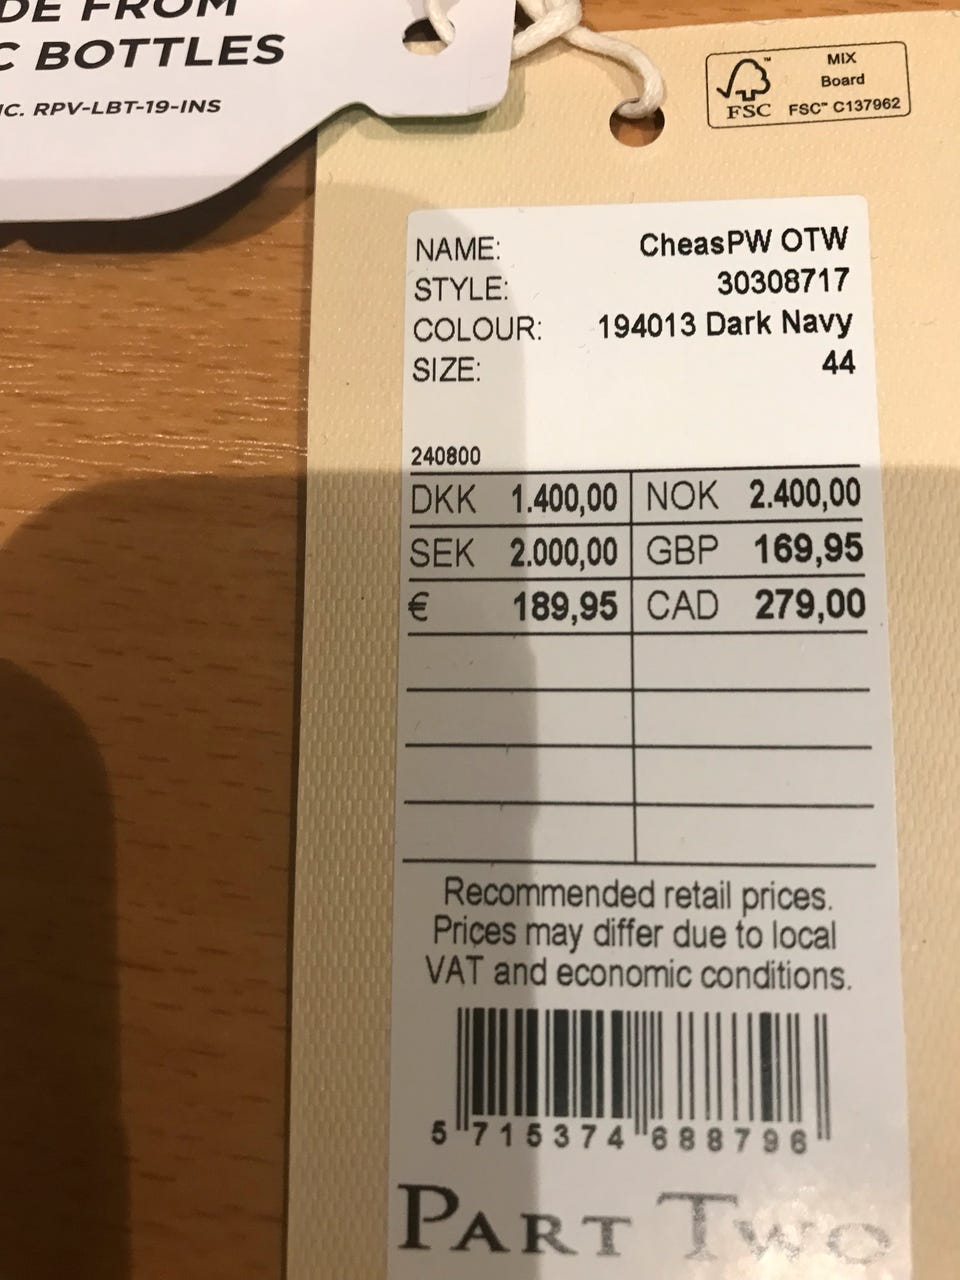 DE FROM
C BOTTLES
IC. RPV-LBT-19-INS
FSC
MIX
Board
FSC™ C137962
NAME: CheasPW OTW
STYLE: 30308717
COLOUR: 194013 Dark Navy
SIZE: 44
240800
DKK 1.400,00 NOK 2.400,00
SEK 2.000,00 GBP 169,95
€ 189,95 CAD 279,00
Recommended retail prices.
Prices may differ due to local
VAT and economic conditions.
5 715374 688796
PART TWO